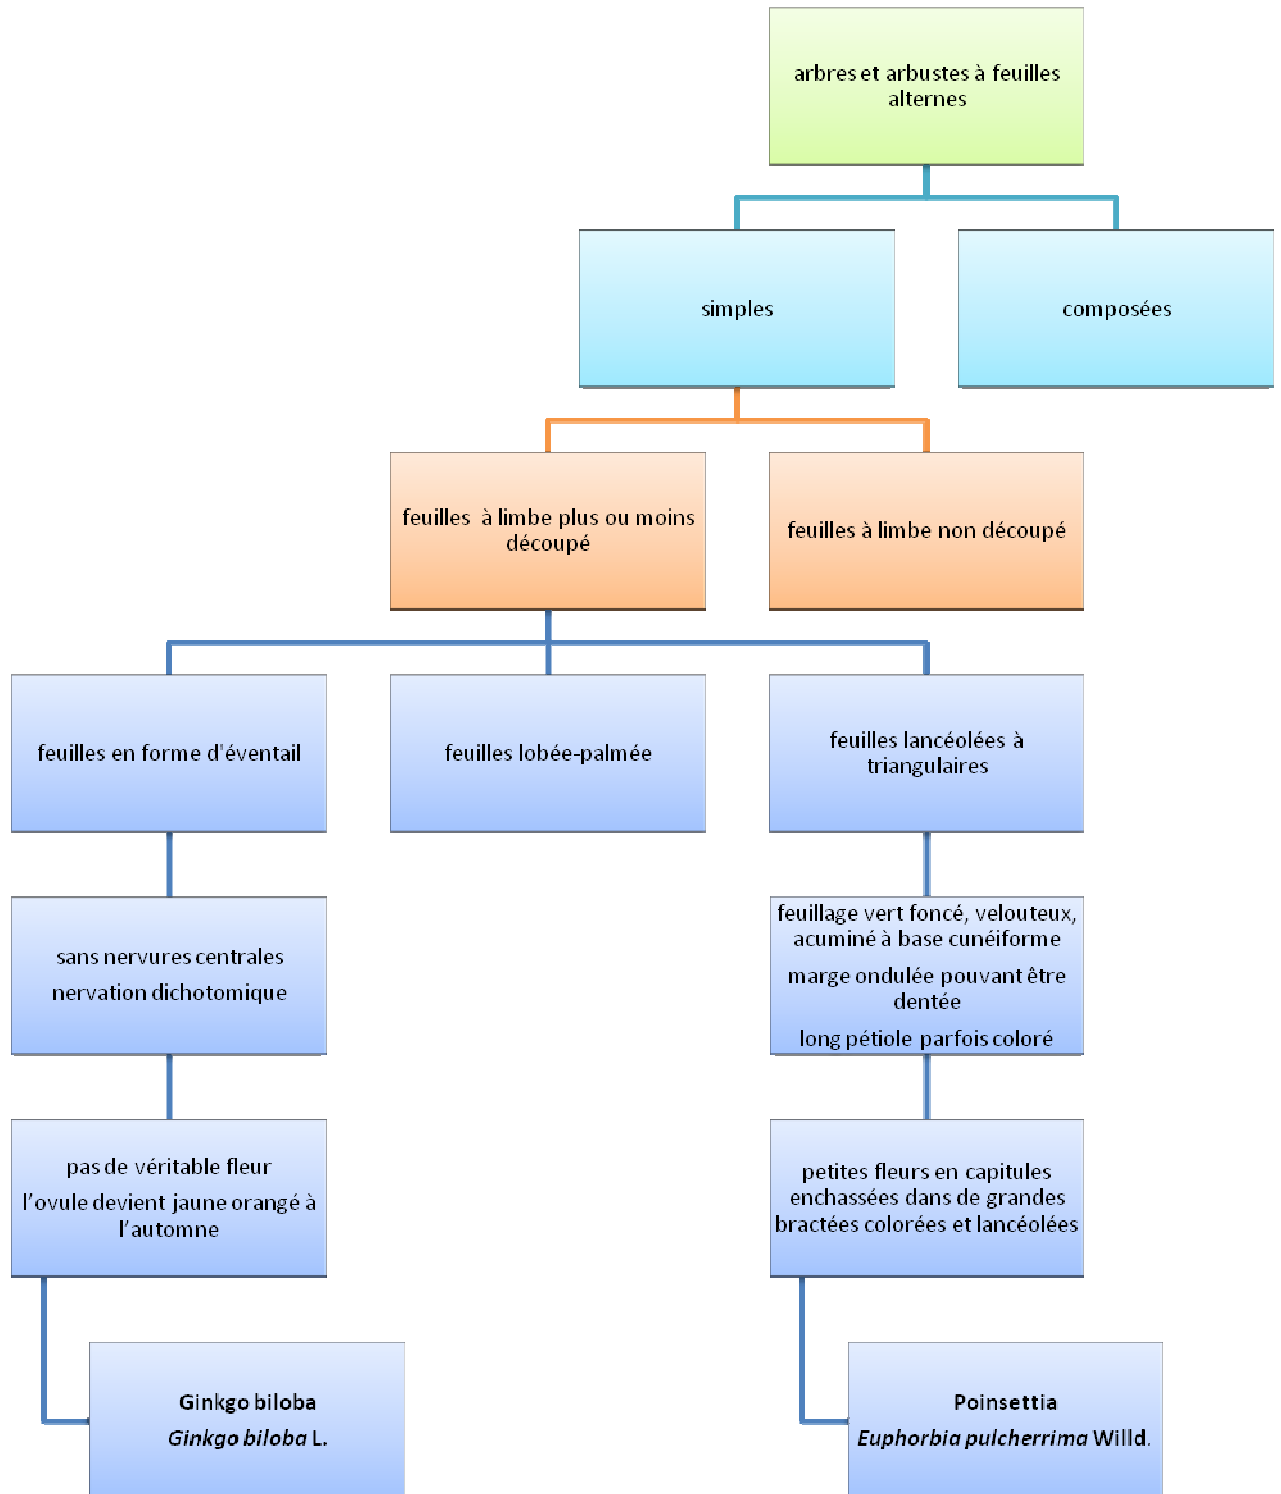 arbres et arbustes à feuilles
alternes
simples
composées
feuilles à limbe plus ou moins
découpé
feuilles à limbe non découpé
feuilles en forme d'éventail
feuilles lobée-palmée
feuilles lancéolées à
triangulaires
sans nervures centrales
nervation dichotomique
feuillage vert foncé, velouteux,
acuminé à base cunéiforme
marge ondulée pouvant être
dentée
long pétiole parfois coloré
pas de véritable fleur
l'ovule devient jaune orangé à
l'automne
petites fleurs en capitules
enchassées dans de grandes
bractées colorées et lancéolées
Ginkgo biloba
Ginkgo biloba L.
Poinsettia
Euphorbia pulcherrima Willd.